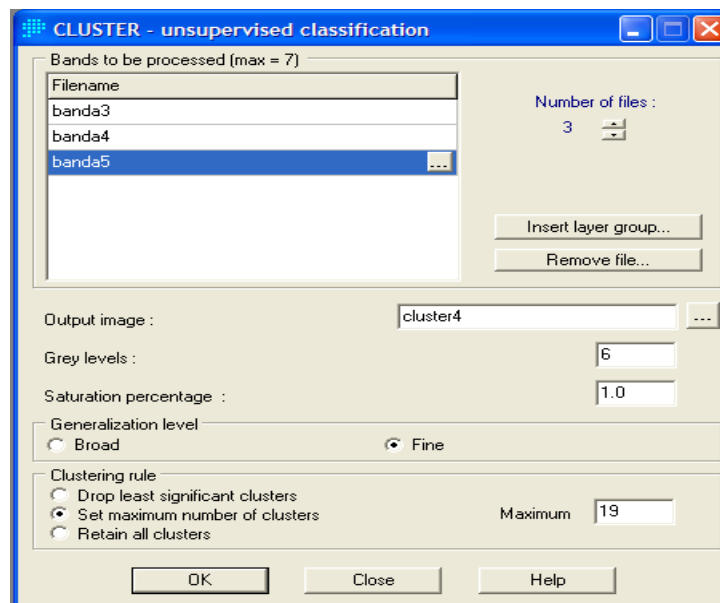 CLUSTER - unsupervised classification
Bands to be processed (max = 7)
Filename
banda3
banda4
banda5
...
Number of files :
3
Insert layer group...
Remove file...
Output image :
cluster4
...
Grey levels :
6
Saturation percentage :
1.0
Generalization level
Broad
Fine
Clustering rule
Drop least significant clusters
Set maximum number of clusters
Retain all clusters
Maximum
19
OK
Close
Help